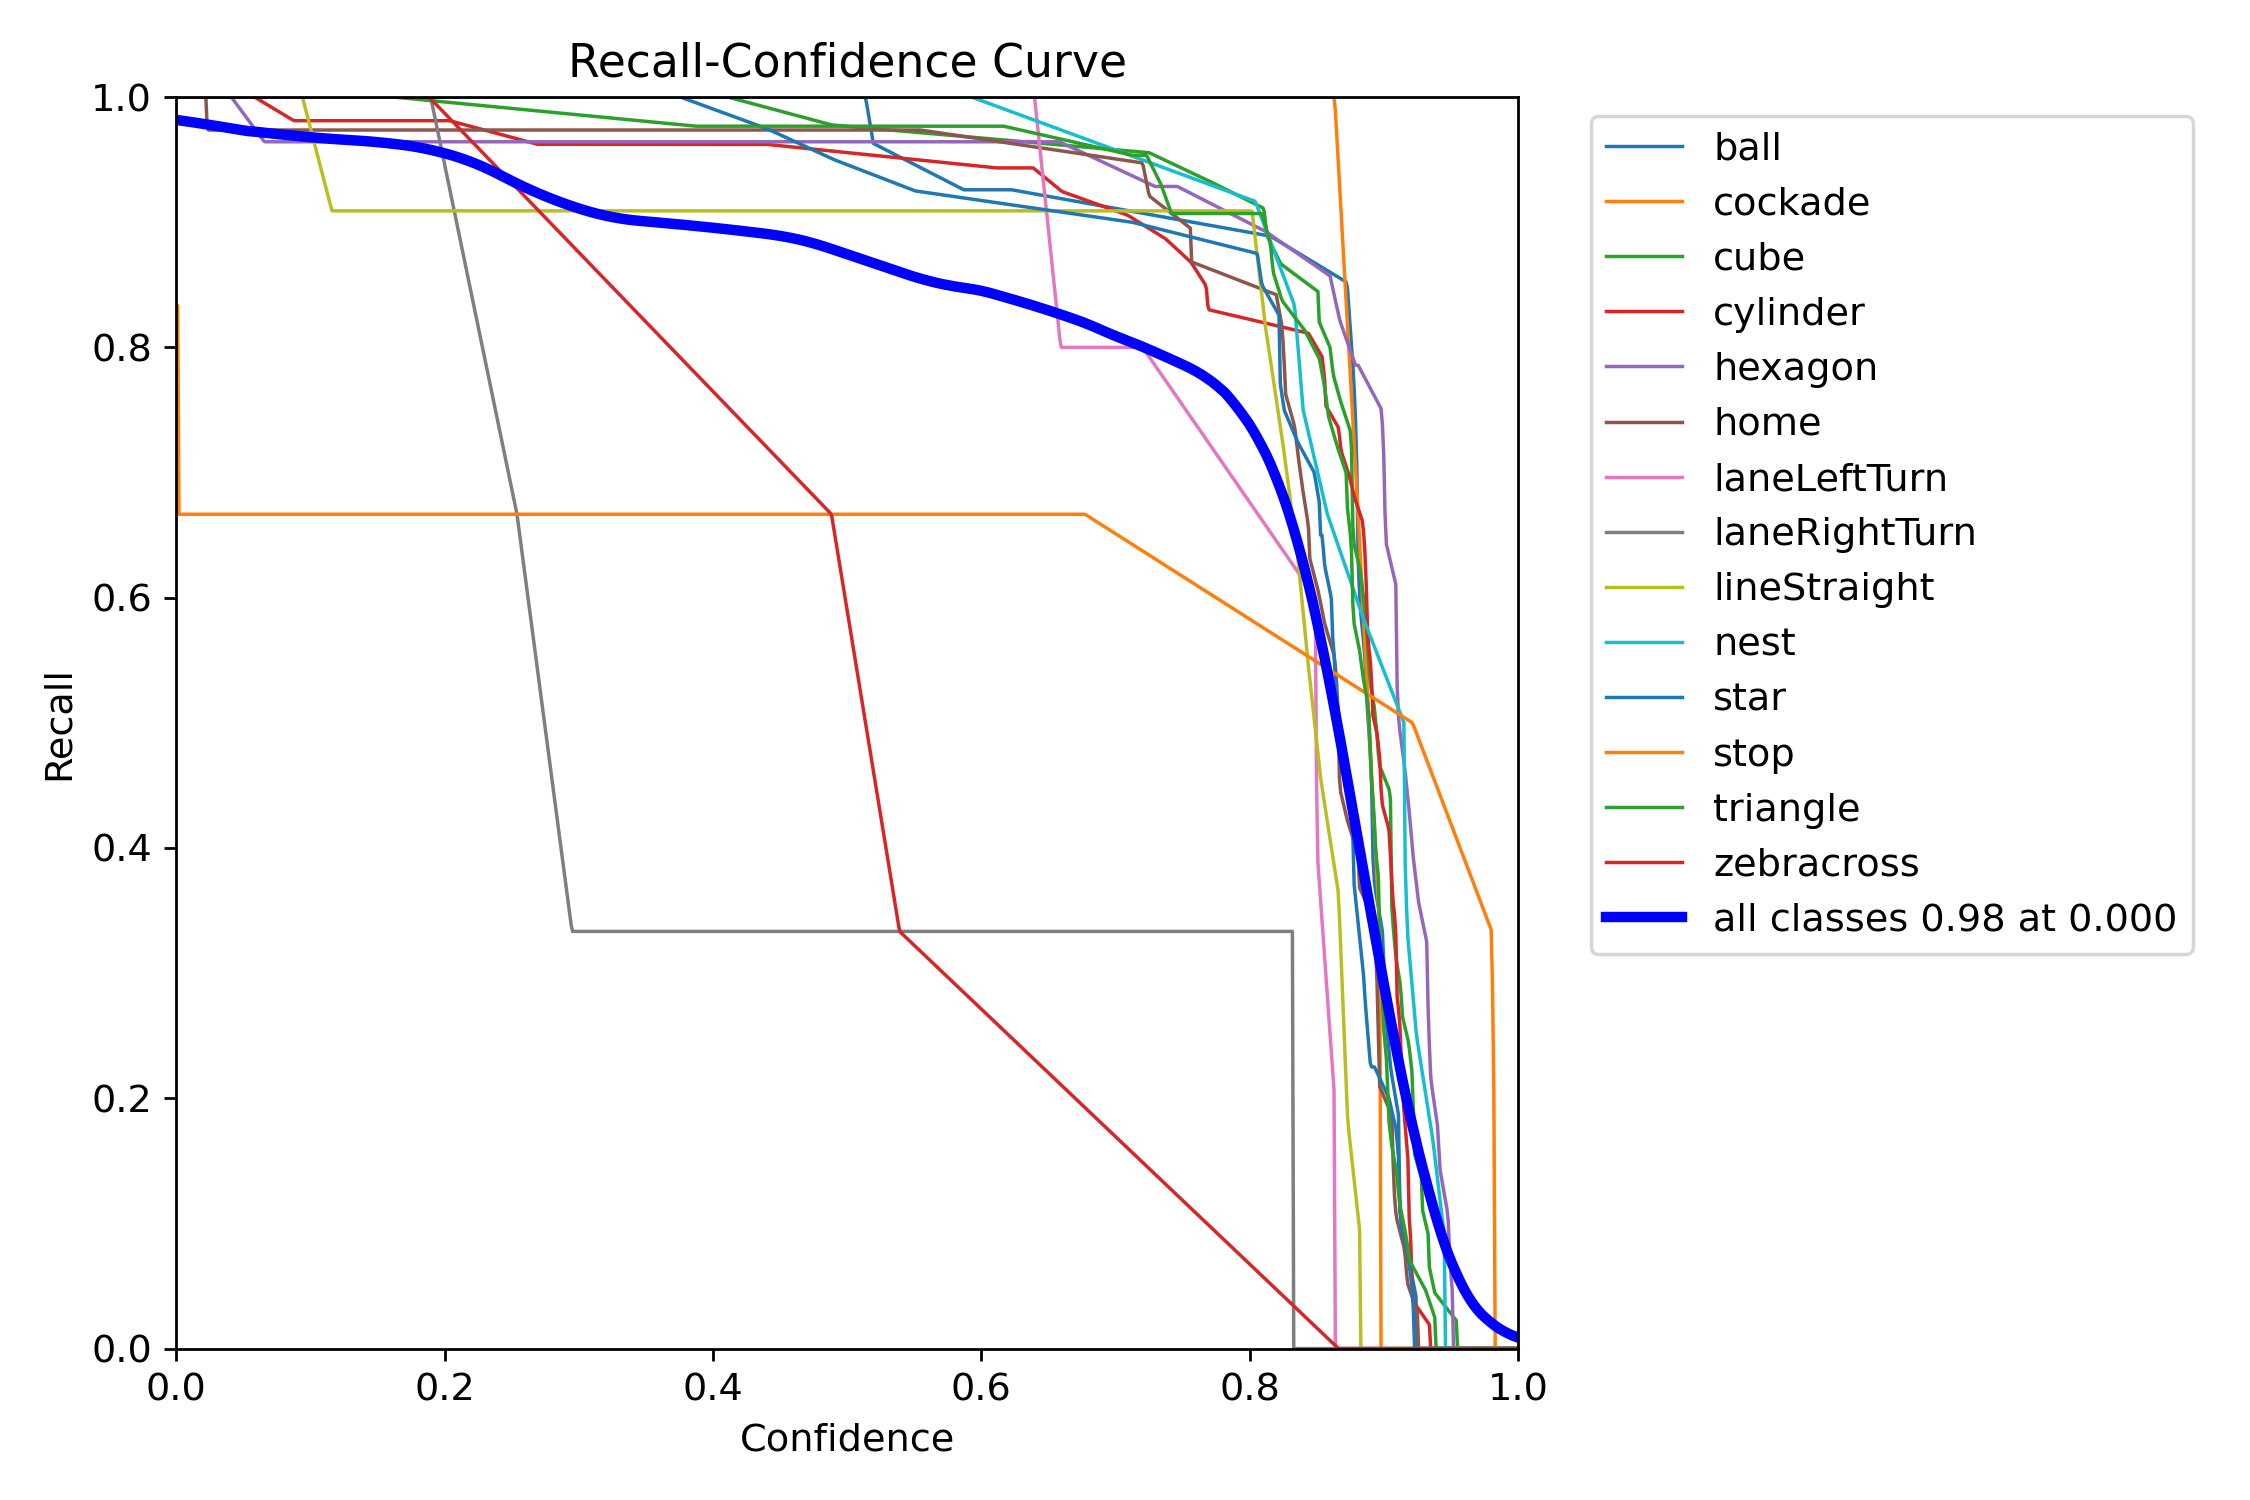 Recall-Confidence Curve
1.0
0.8
0.6
0.4
0.2
0.0
Recall
0.0 0.2 0.4 0.6 0.8 1.0
Confidence
ball
cockade
cube
cylinder
hexagon
home
laneLeftTurn
laneRightTurn
lineStraight
nest
star
stop
triangle
zebracross
all classes 0.98 at 0.000